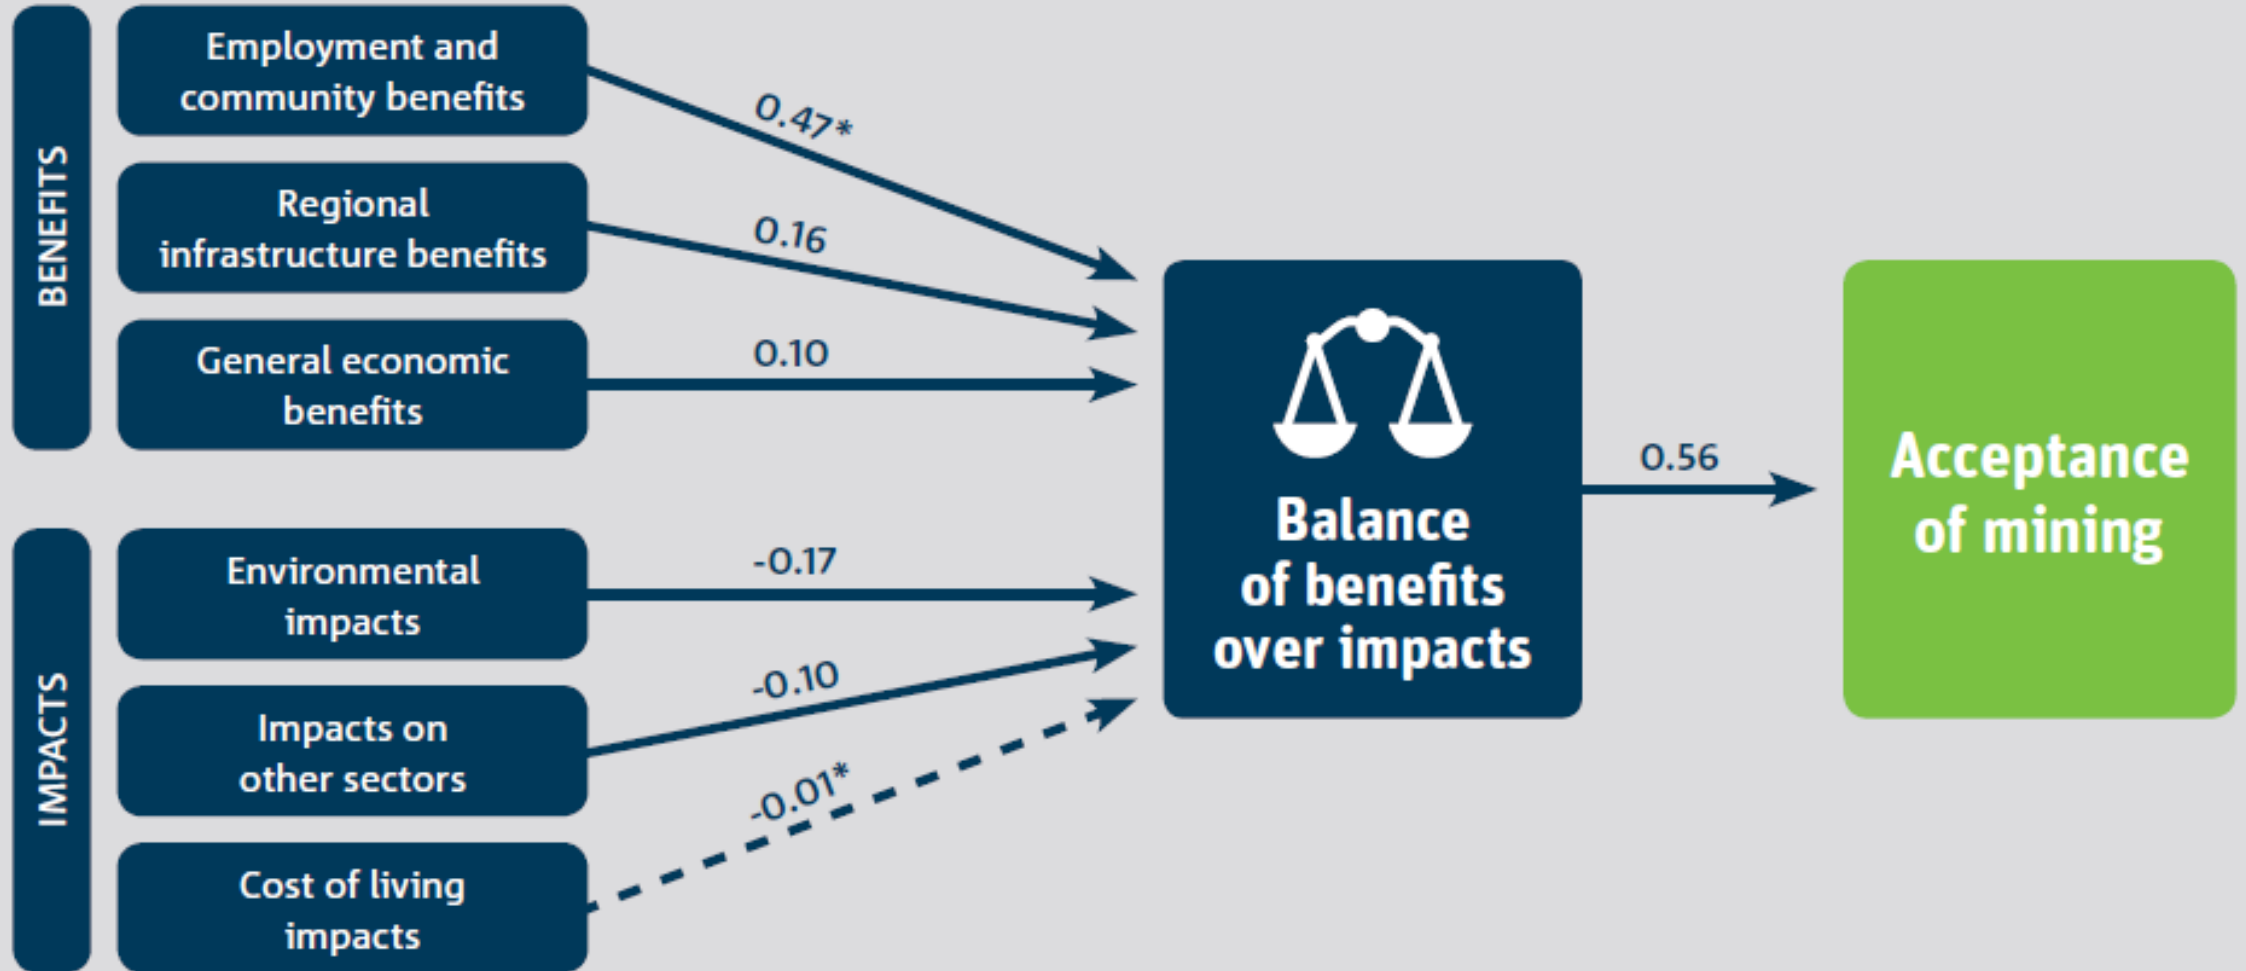 BENEFITS
Employment and
community benefits
0.47*
Regional
infrastructure benefits
0.16
General economic
benefits
0.10
IMPACTS
Environmental
impacts
-0.17
Impacts on
other sectors
-0.10
Cost of living
impacts
-0.01*
Balance
of benefits
over impacts
0.56
Acceptance
of mining